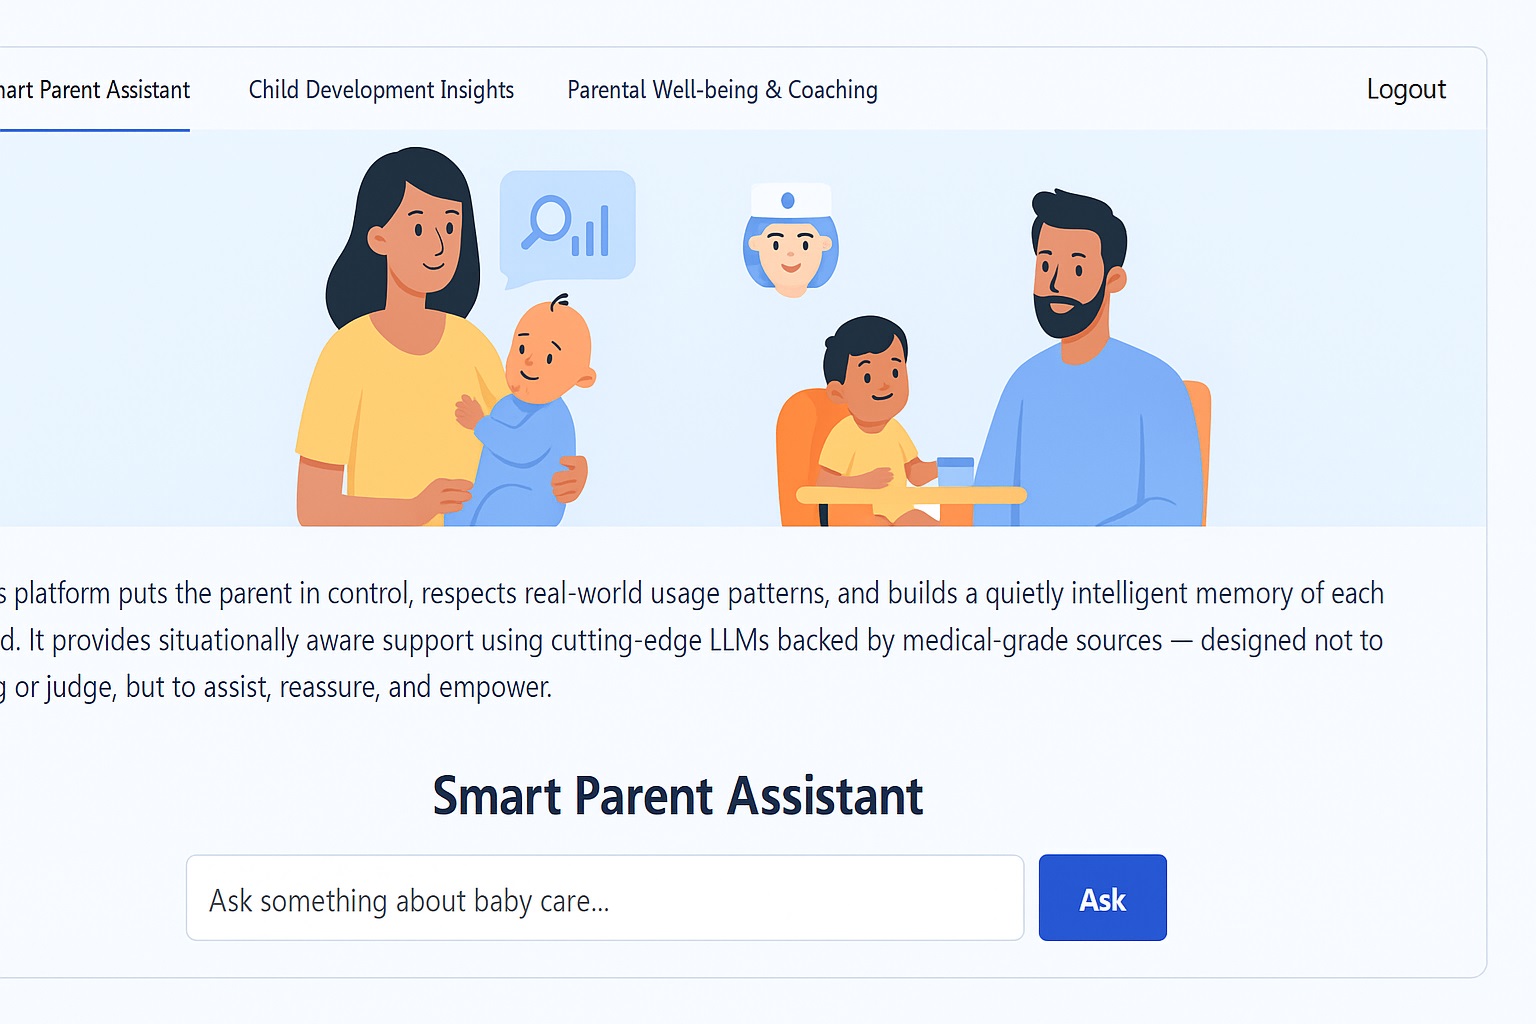 mart Parent Assistant Child Development Insights Parental Well-being & Coaching Logout
s platform puts the parent in control, respects real-world usage patterns, and builds a quietly intelligent memory of each
d. It provides situationally aware support using cutting-edge LLMs backed by medical-grade sources — designed not to
g or judge, but to assist, reassure, and empower.
Smart Parent Assistant
Ask something about baby care...
Ask